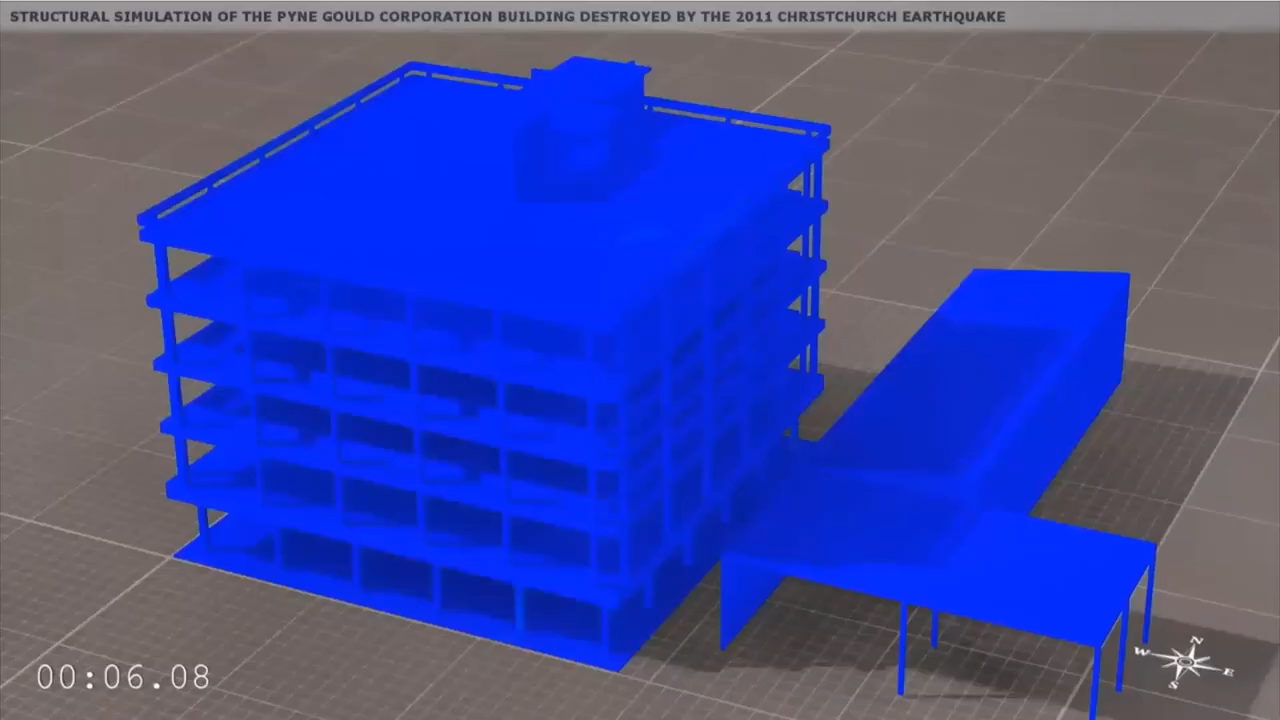 STRUCTURAL SIMULATION OF THE PYNE GOULD CORPORATION BUILDING DESTROYED BY THE 2011 CHRISTCHURCH EARTHQUAKE
N
W
E
S
00:06.08